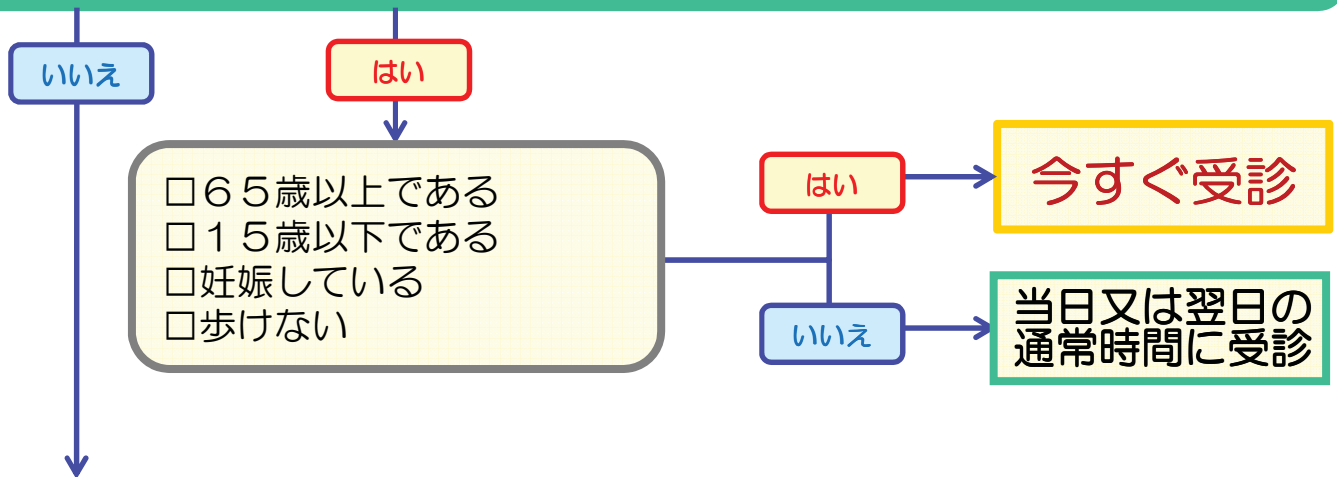 いいえ
はい
□６５歳以上である
□１５歳以下である
□妊娠している
□歩けない
はい
今すぐ受診
いいえ
当日又は翌日の
通常時間に受診